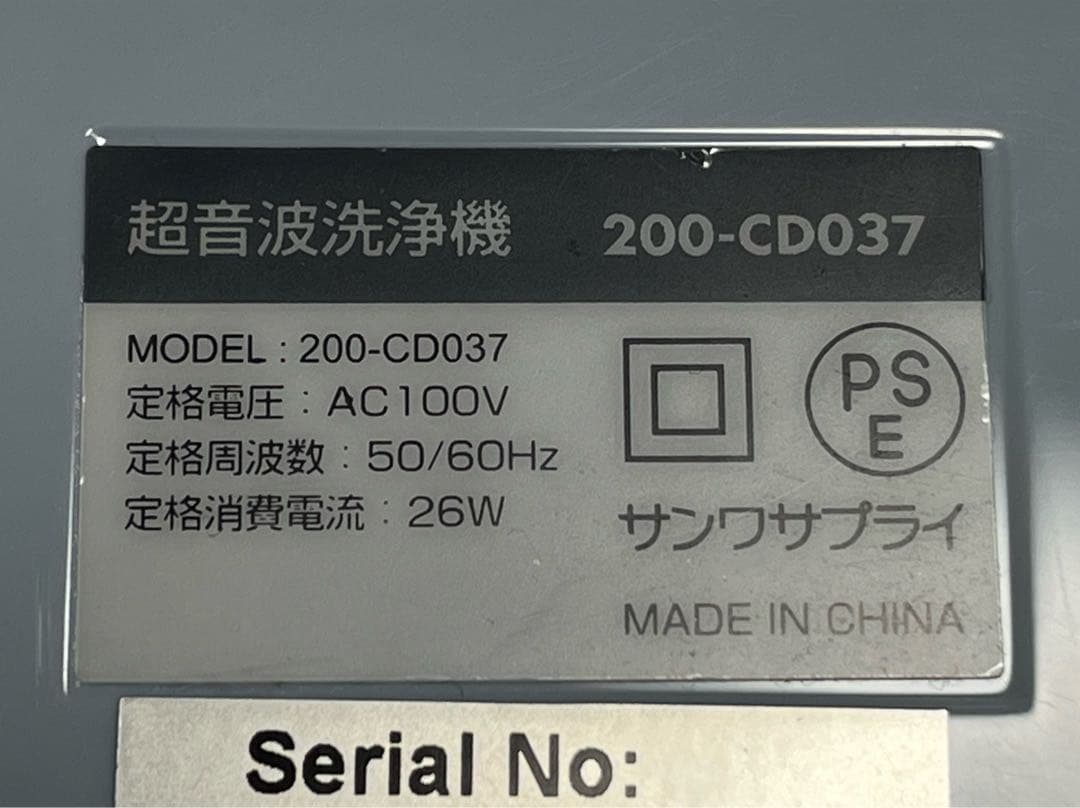 超音波洗浄機 200-CD037
MODEL : 200-CD037
定格電圧 : AC100V
定格周波数 : 50/60Hz
定格消費電流 : 26W
PS
E
サンワサプライ
MADE IN CHINA
Serial No: